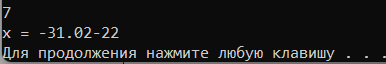 7
x = -31.02-22
Для продолжения нажмите любую клавишу . . .